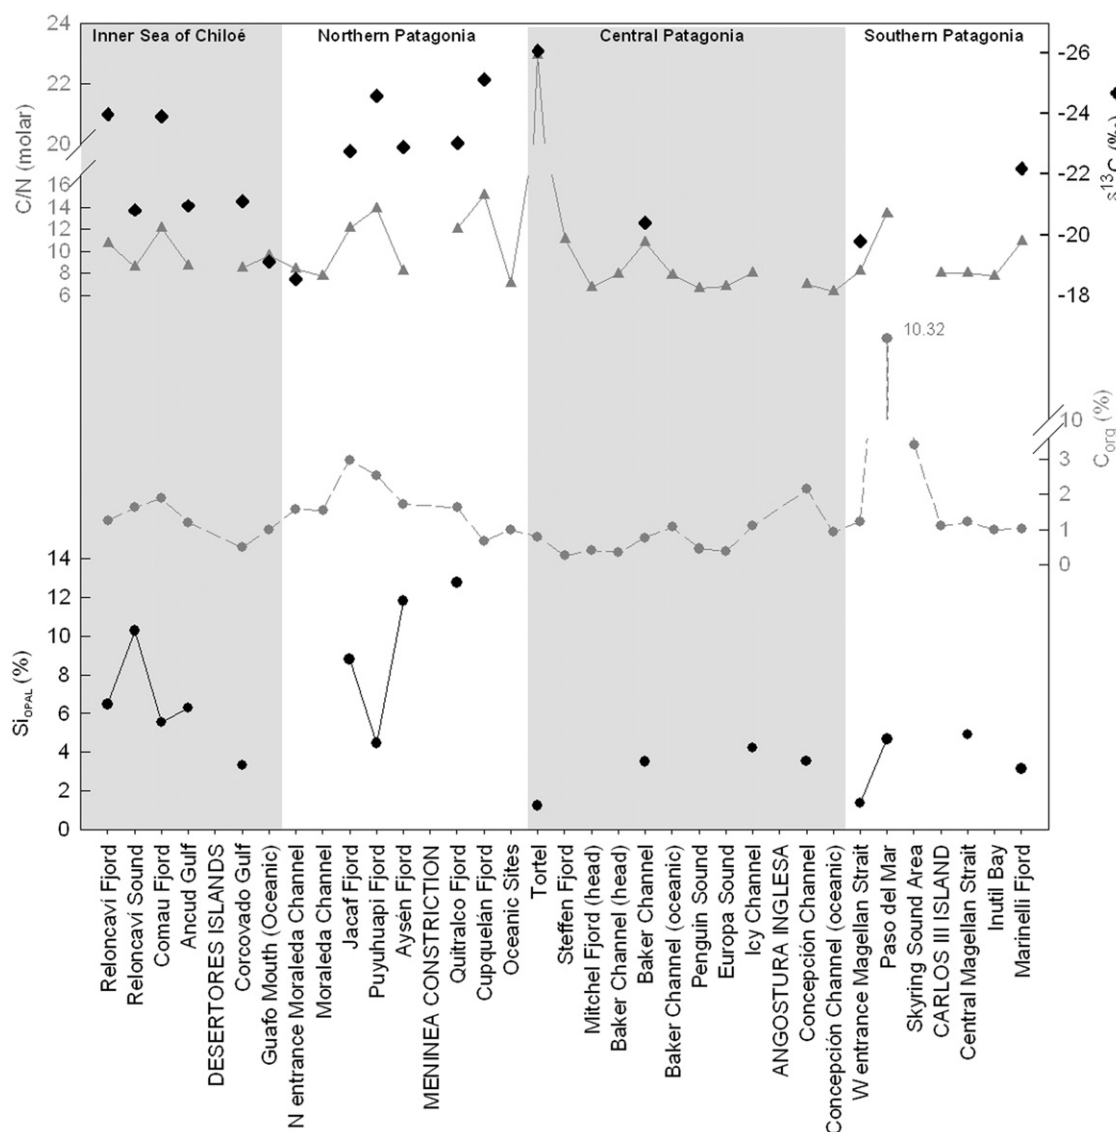 Inner Sea of Chiloé
Northern Patagonia
Central Patagonia
Southern Patagonia
C/N (molar)
24
22
20
16
14
12
10
8
6
-26
-24
-22
-20
-18
δ¹³C (‰)
10.32
10
3
2
1
0
Corg (%)
14
12
10
8
6
4
2
0
SiOPAL (%)
Reloncaví Fjord
Reloncaví Sound
Comau Fjord
Ancud Gulf
DESERTORES ISLANDS
Corcovado Gulf
Guafo Mouth (Oceanic)
N entrance Moraleda Channel
Moraleda Channel
Jacaf Fjord
Puyuhuapi Fjord
Aysén Fjord
MENINEA CONSTRICTION
Quitralco Fjord
Cupquelán Fjord
Oceanic Sites
Tortel
Steffen Fjord
Mitchel Fjord (head)
Baker Channel (head)
Baker Channel
Baker Channel (oceanic)
Penguin Sound
Europa Sound
Icy Channel
ANGOSTURA INGLESA
Concepción Channel
Concepción Channel (oceanic)
W entrance Magellan Strait
Paso del Mar
Skyring Sound Area
CARLOS III ISLAND
Central Magellan Strait
Inutil Bay
Marinelli Fjord